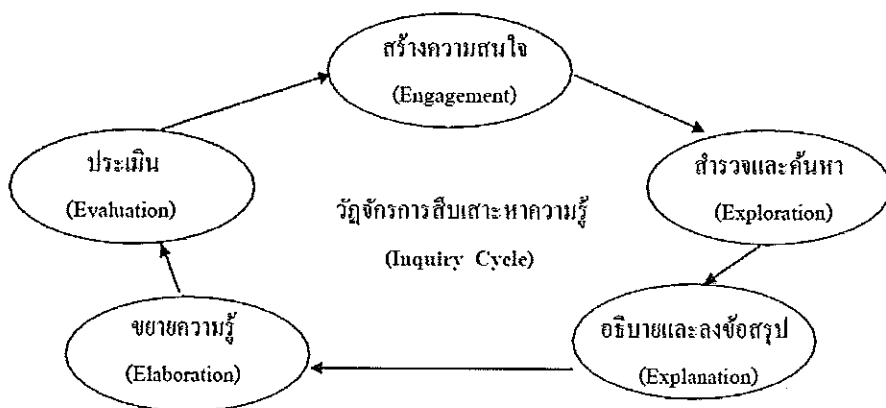 สร้างความสนใจ
(Engagement)
สำรวจและค้นหา
(Exploration)
อธิบายและลงข้อสรุป
(Explanation)
ขยายความรู้
(Elaboration)
ประเมิน
(Evaluation)
วัฏจักรการสืบเสาะหาความรู้
(Inquiry Cycle)